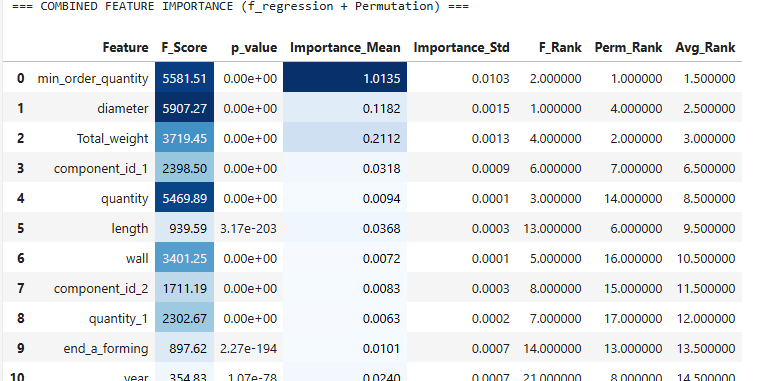 === COMBINED FEATURE IMPORTANCE (f_regression + Permutation) ===
Feature F_Score p_value Importance_Mean Importance_Std F_Rank Perm_Rank Avg_Rank
0 min_order_quantity 5581.51 0.00e+00 1.0135 0.0103 2.000000 1.000000 1.500000
1 diameter 5907.27 0.00e+00 0.1182 0.0015 1.000000 4.000000 2.500000
2 Total_weight 3719.45 0.00e+00 0.2112 0.0013 4.000000 2.000000 3.000000
3 component_id_1 2398.50 0.00e+00 0.0318 0.0009 6.000000 7.000000 6.500000
4 quantity 5469.89 0.00e+00 0.0094 0.0001 3.000000 14.000000 8.500000
5 length 939.59 3.17e-203 0.0368 0.0003 13.000000 6.000000 9.500000
6 wall 3401.25 0.00e+00 0.0072 0.0001 5.000000 16.000000 10.500000
7 component_id_2 1711.19 0.00e+00 0.0083 0.0003 8.000000 15.000000 11.500000
8 quantity_1 2302.67 0.00e+00 0.0063 0.0002 7.000000 17.000000 12.000000
9 end_a_forming 897.62 2.27e-194 0.0101 0.0007 14.000000 13.000000 13.500000
10 year 354.83 1.07e-78 0.0240 0.0007 21.000000 8.000000 14.500000